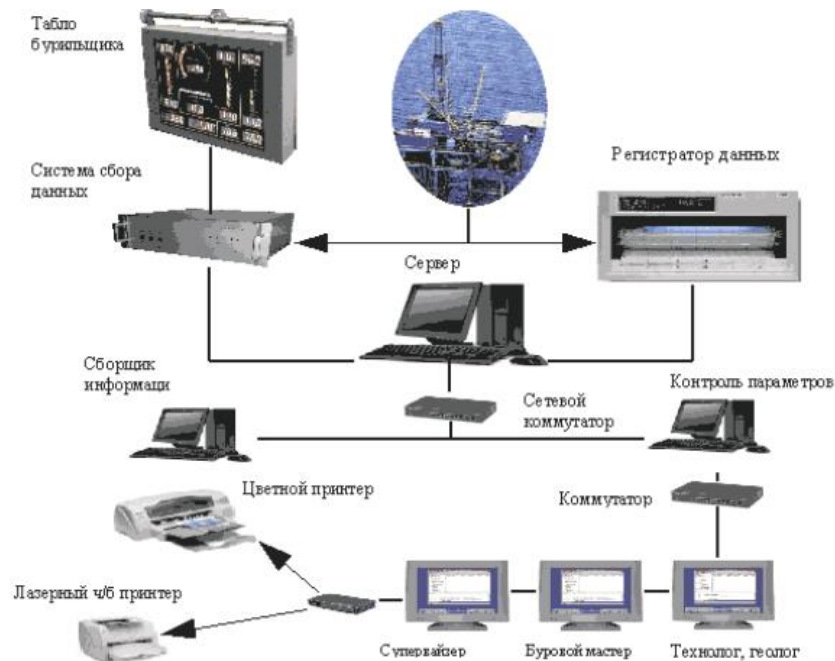 Табло
бурильщика
Система сбора
данных
Регистратор данных
Сервер
Сборщик
информаци
Сетевой
коммутатор
Контроль параметров
Цветной принтер
Коммутатор
Лазерный ч/б принтер
Супервайзер
Буровой мастер
Технолог, геолог